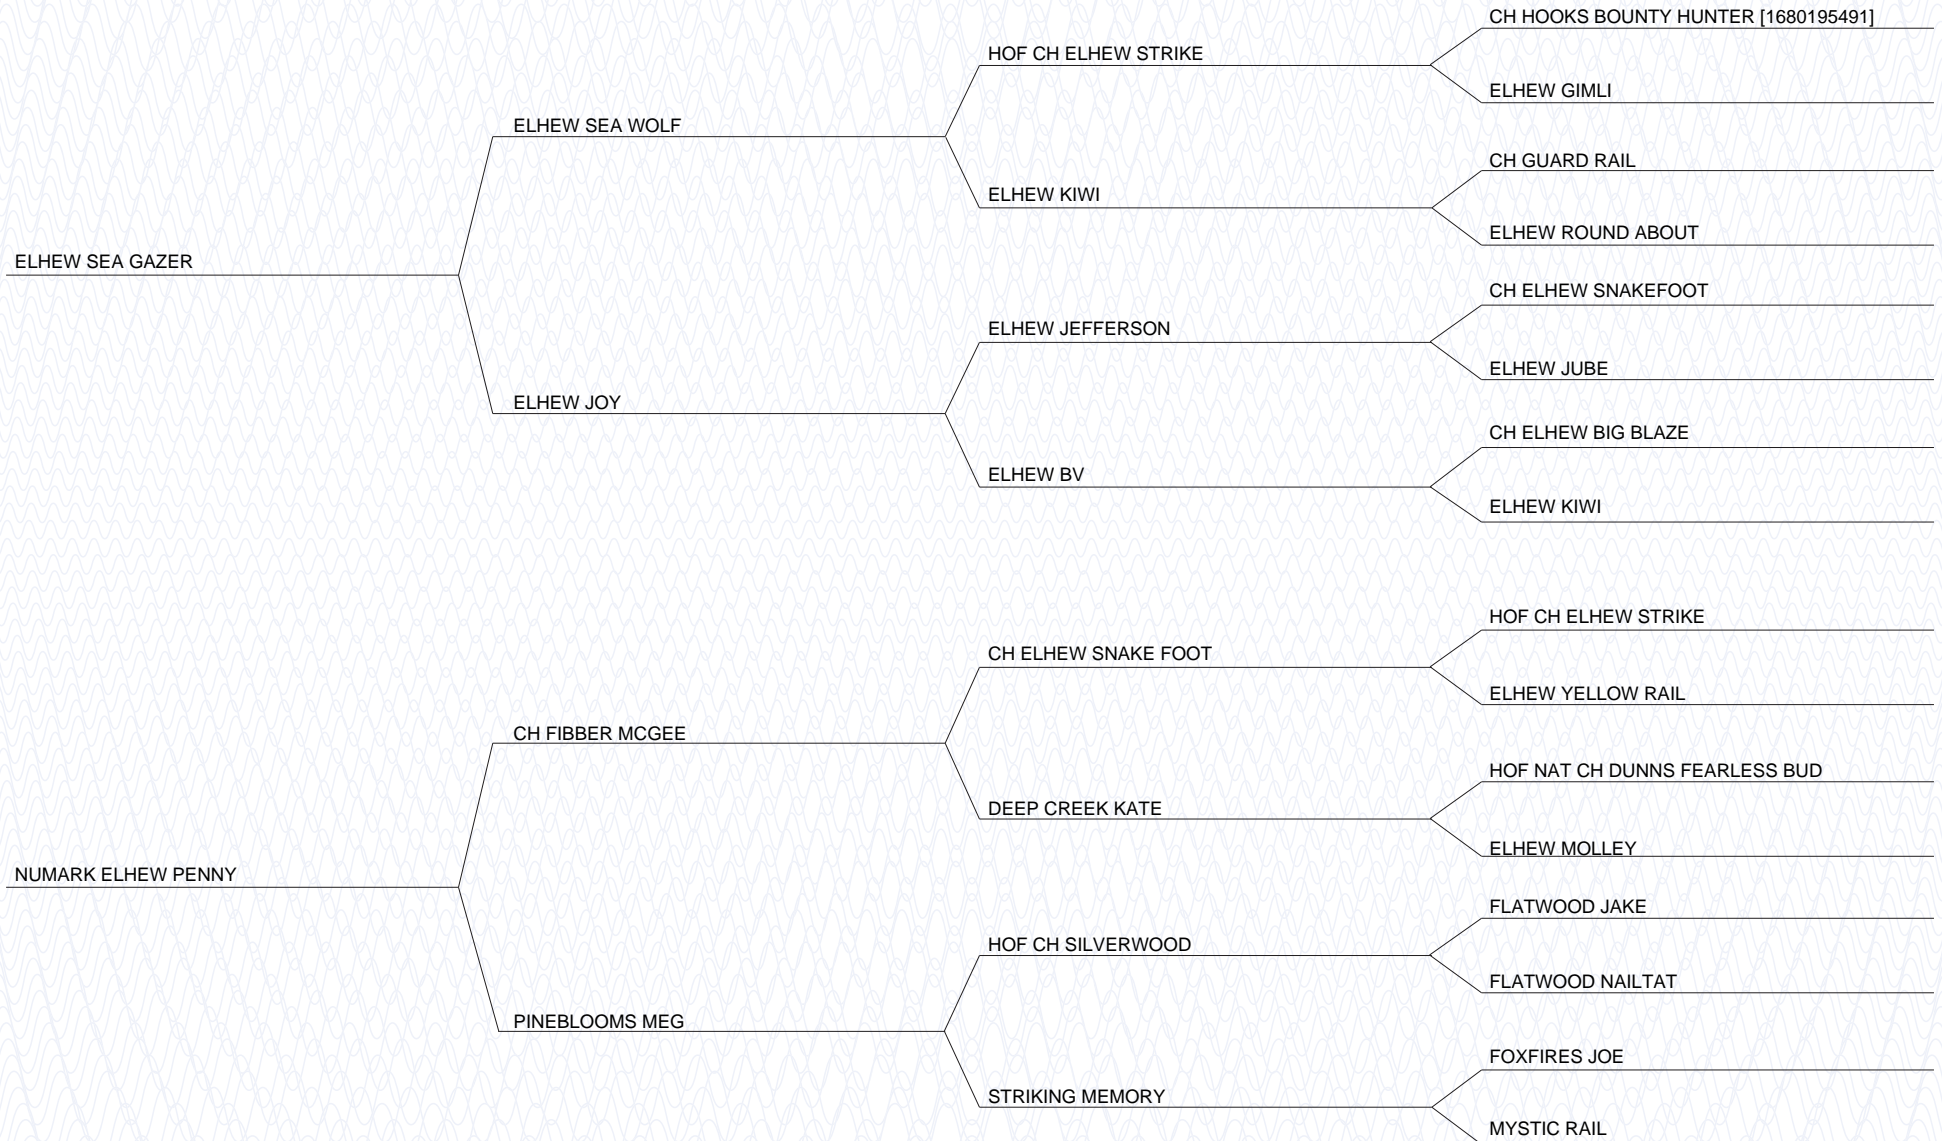 CH HOOKS BOUNTY HUNTER [1680195491]
HOF CH ELHEW STRIKE
ELHEW GIMLI
ELHEW SEA WOLF
CH GUARD RAIL
ELHEW KIWI
ELHEW ROUND ABOUT
ELHEW SEA GAZER
CH ELHEW SNAKEFOOT
ELHEW JEFFERSON
ELHEW JUBE
ELHEW JOY
CH ELHEW BIG BLAZE
ELHEW BV
ELHEW KIWI
HOF CH ELHEW STRIKE
CH ELHEW SNAKE FOOT
ELHEW YELLOW RAIL
CH FIBBER MCGEE
HOF NAT CH DUNNS FEARLESS BUD
DEEP CREEK KATE
ELHEW MOLLEY
NUMARK ELHEW PENNY
FLATWOOD JAKE
HOF CH SILVERWOOD
FLATWOOD NAILTAT
PINEBLOOMS MEG
FOXFIRES JOE
STRIKING MEMORY
MYSTIC RAIL